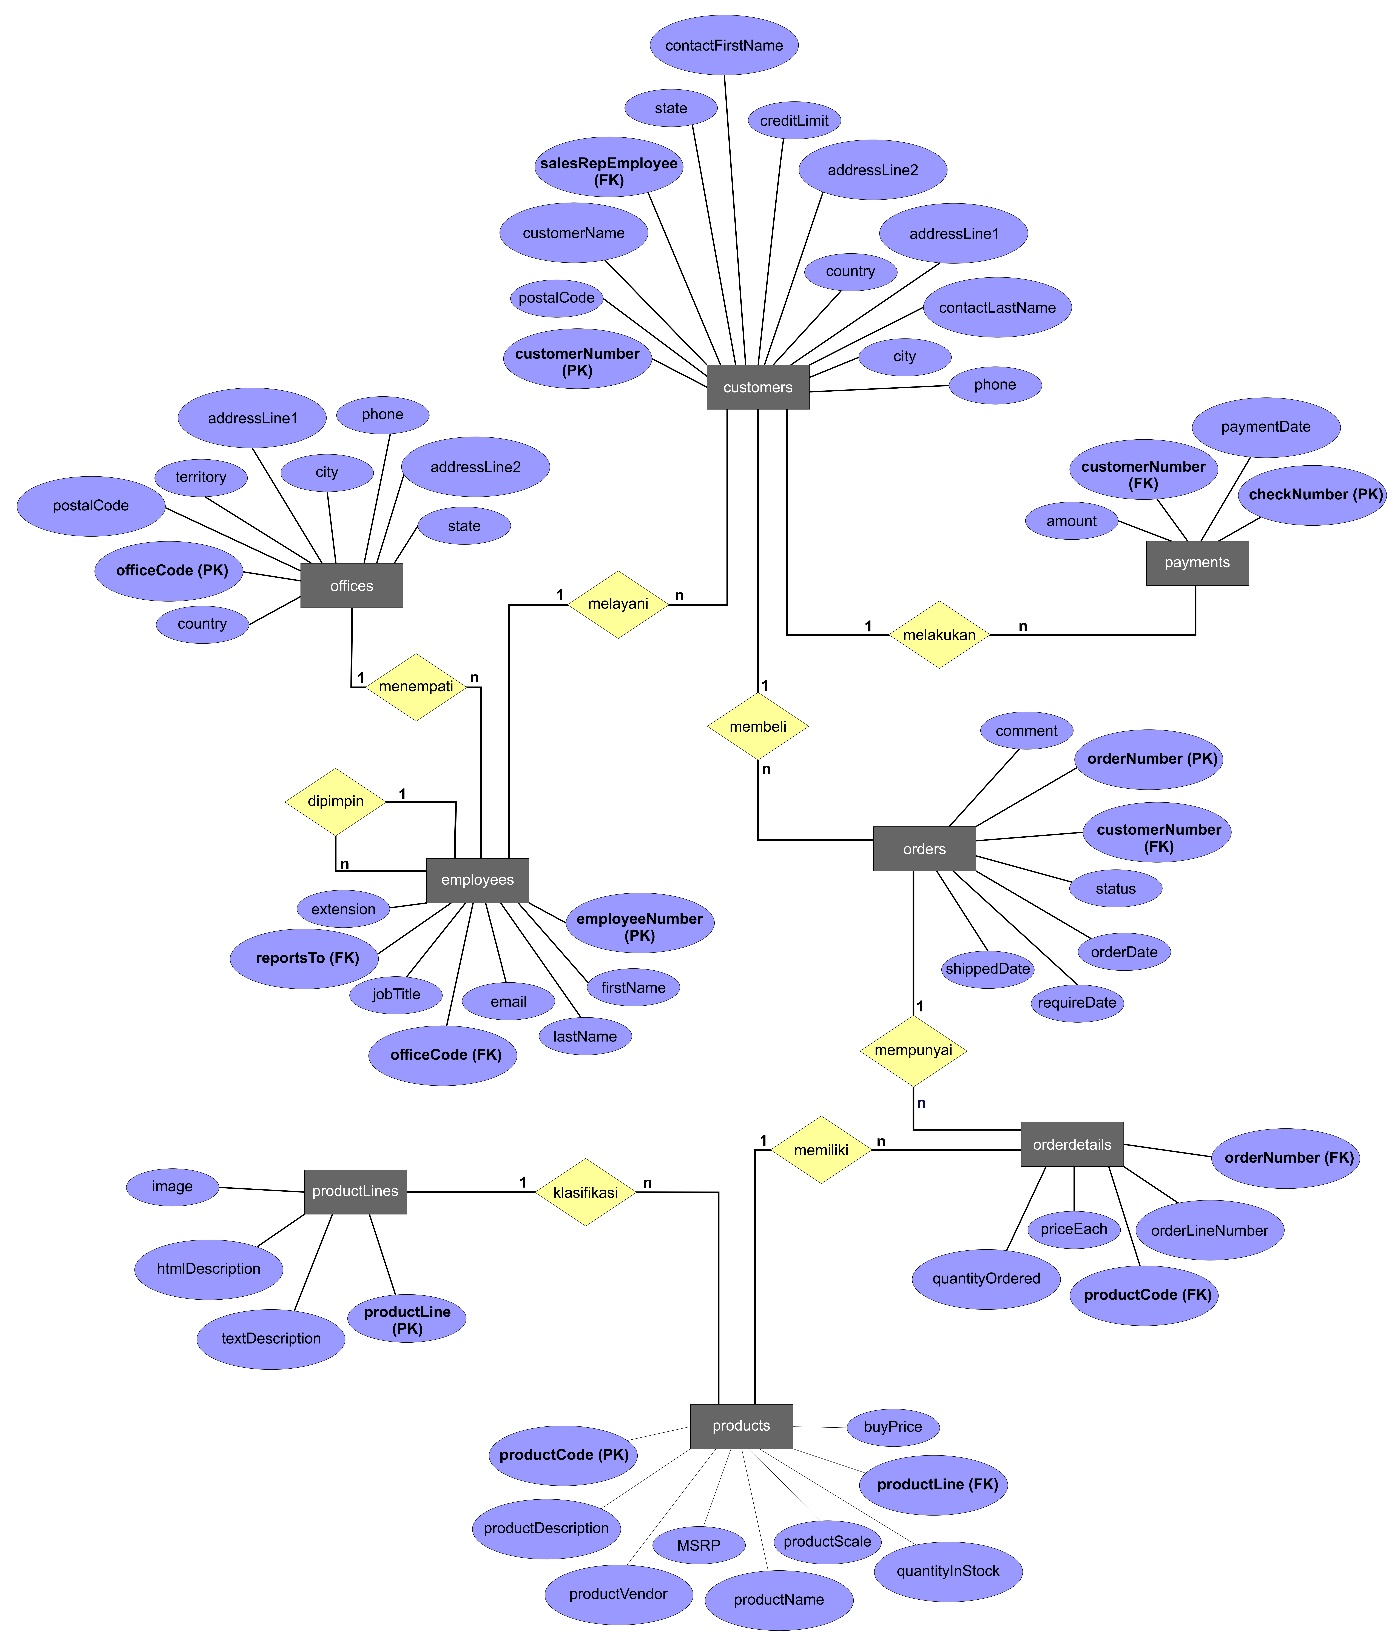 contactFirstName
state
creditLimit
salesRepEmployee
(FK)
addressLine2
customerName
addressLine1
country
postalCode
contactLastName
customerNumber
(PK)
city
customers
phone
addressLine1
phone
territory
city
addressLine2
postalCode
state
officeCode (PK)
offices
country
paymentDate
customerNumber
(FK)
checkNumber (PK)
amount
payments
1
melayani
n
1
melakukan
n
1
menempati
n
1
membeli
n
comment
orderNumber (PK)
customerNumber
(FK)
orders
status
orderDate
shippedDate
requireDate
dipimpin
1
n
employees
extension
employeeNumber
(PK)
reportsTo (FK)
jobTitle
email
firstName
lastName
officeCode (FK)
1
mempunyai
n
1
memiliki
n
orderdetails
orderNumber (FK)
priceEach
orderLineNumber
quantityOrdered
productCode (FK)
image
productLines
1
klasifikasi
n
htmlDescription
textDescription
productLine
(PK)
products
buyPrice
productCode (PK)
productLine (FK)
productDescription
MSRP
productScale
quantityInStock
productVendor
productName